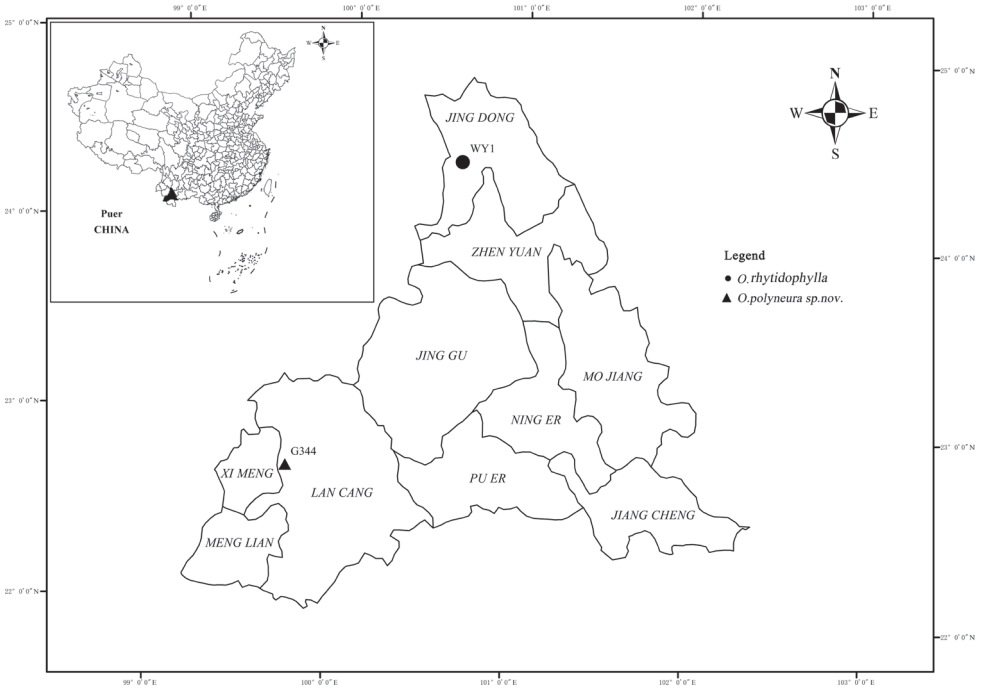 99° 0'0"E
100° 0'0"E
101° 0'0"E
102° 0'0"E
103° 0'0"E
25° 0'0"N
24° 0'0"N
23° 0'0"N
22° 0'0"N
N
W E
S
Puer
CHINA
N
W E
S
JING DONG
WY1
ZHEN YUAN
JING GU
MO JIANG
NING ER
G344
XI MENG
LAN CANG
PU ER
JIANG CHENG
MENG LIAN
Legend
O.rhytidophylla
O.polyneura sp.nov.
25° 0'0"N
24° 0'0"N
23° 0'0"N
22° 0'0"N
99° 0'0"E
100° 0'0"E
101° 0'0"E
102° 0'0"E
103° 0'0"E